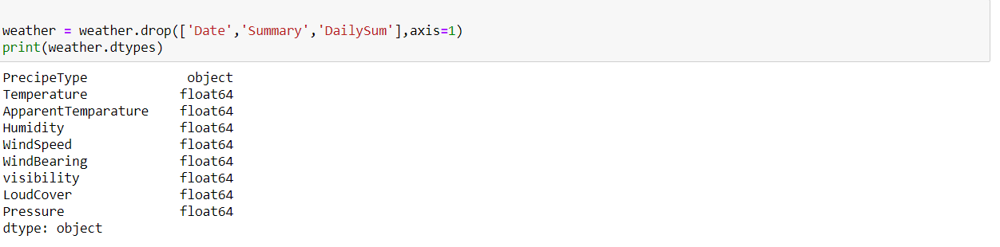 weather = weather.drop(['Date','Summary','DailySum'],axis=1)
print(weather.dtypes)
PrecipeType object
Temperature float64
ApparentTemparature float64
Humidity float64
WindSpeed float64
WindBearing float64
visibility float64
LoudCover float64
Pressure float64
dtype: object